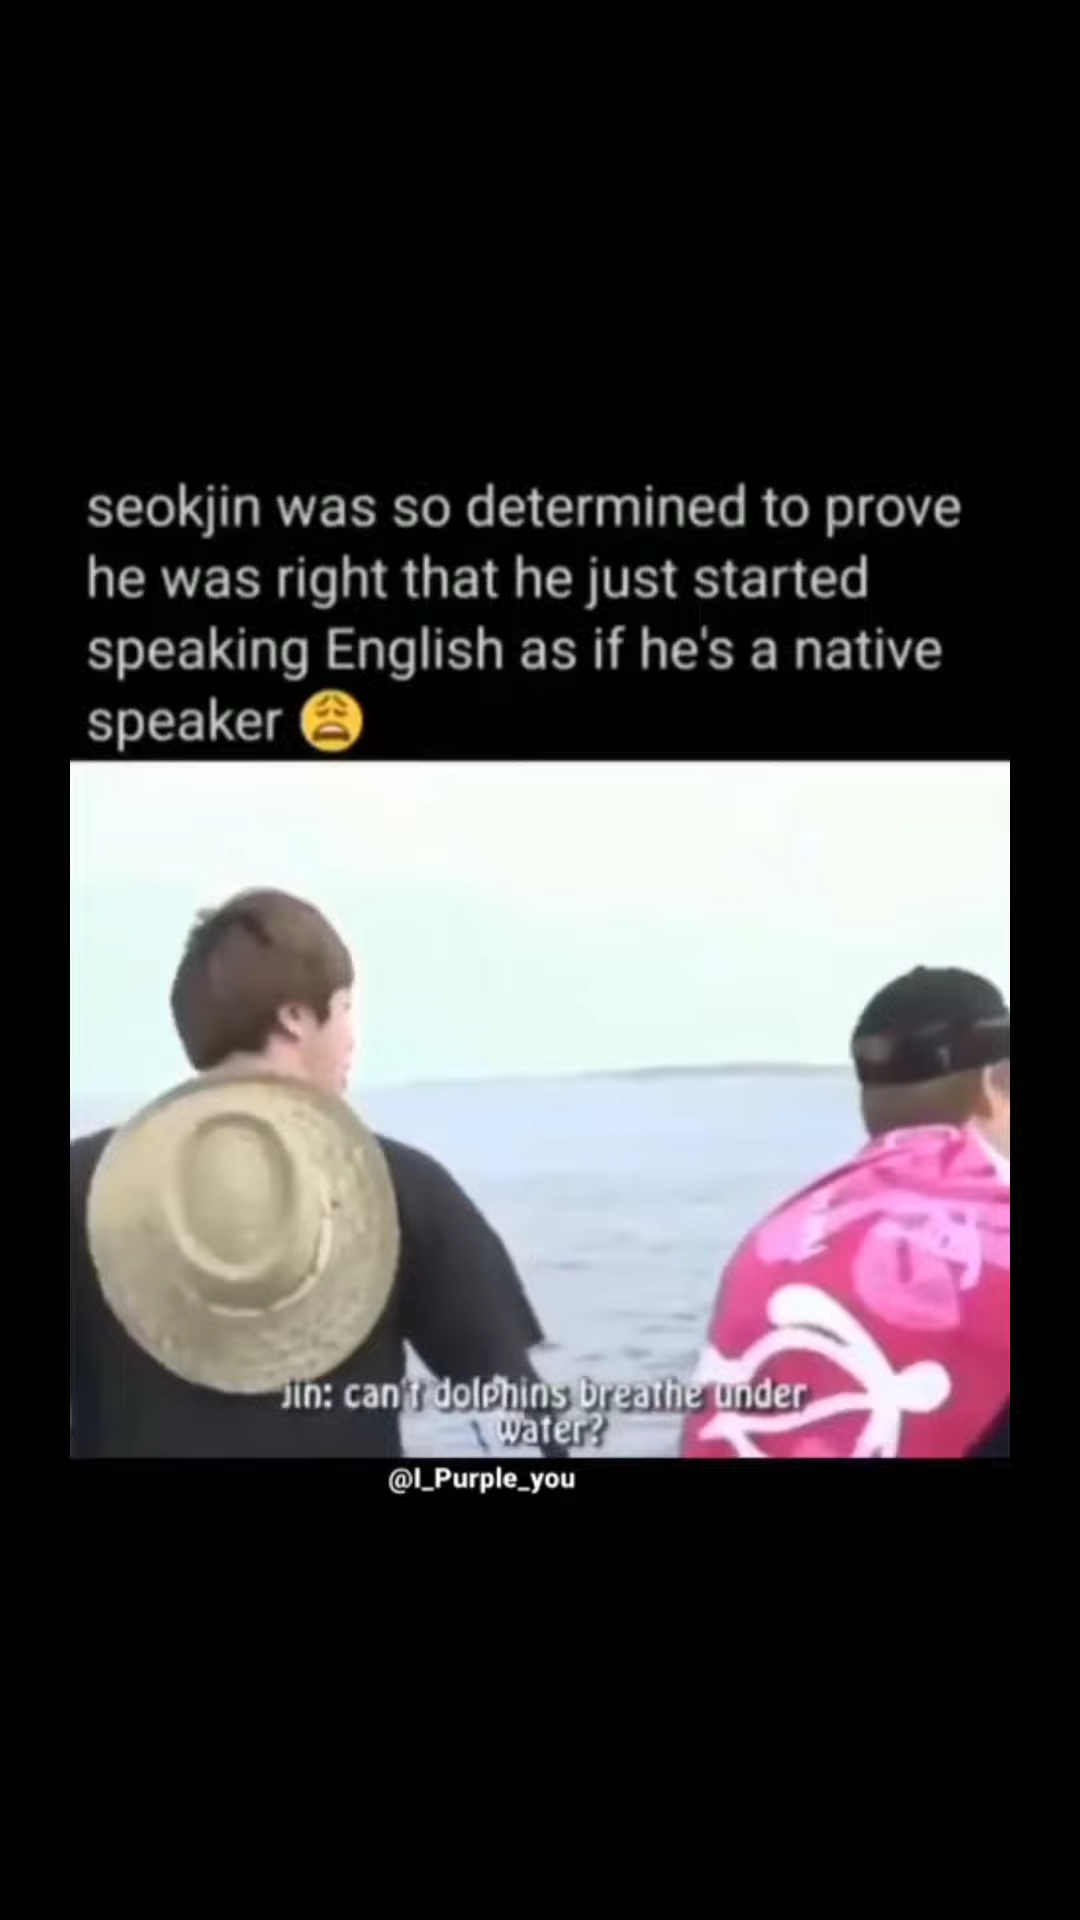 seokjin was so determined to prove
he was right that he just started
speaking English as if he's a native
speaker 😩
Jin: can't dolphins breathe under
water?
@I_Purple_you